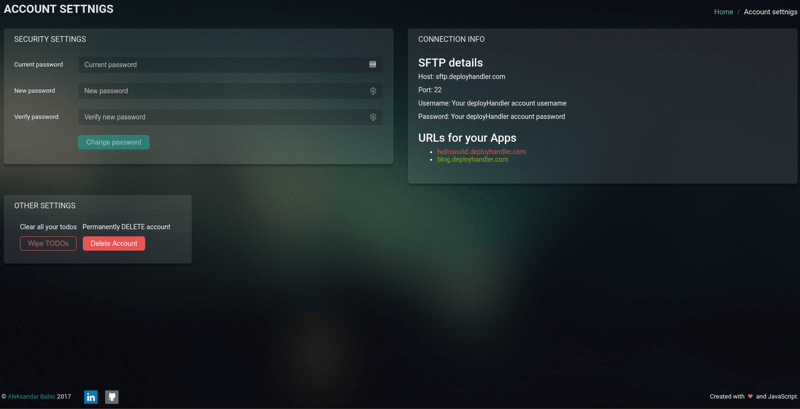 ACCOUNT SETTNIGS
Home / Account settnigs
SECURITY SETTINGS
Current password Current password
New password New password
Verify password Verify new password
Change password
CONNECTION INFO
SFTP details
Host: sftp.deployhandler.com
Port: 22
Username: Your deployHandler account username
Password: Your deployHandler account password
URLs for your Apps
helloworld.deployhandler.com
blog.deployhandler.com
OTHER SETTINGS
Clear all your todos Permanently DELETE account
Wipe TODOs Delete Account
© Aleksandar Babic 2017 in
Created with ♥ and JavaScript.